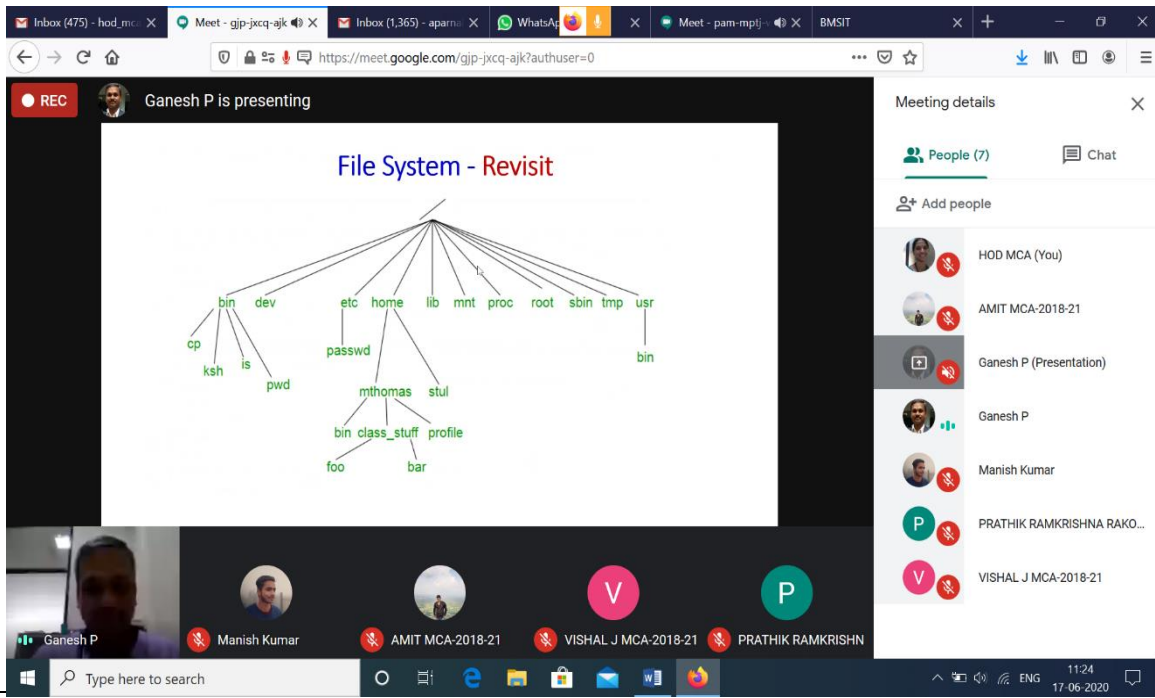 Inbox (475) - hod_mca
Meet - gjp-jxcq-ajk
Inbox (1,365) - aparna
WhatsAp
Meet - pam-mptj-v
BMSIT
https://meet.google.com/gjp-jxcq-ajk?authuser=0
REC
Ganesh P is presenting
File System - Revisit
/
bin dev etc home lib mnt proc root sbin tmp usr
cp
ksh
is
pwd
passwd
bin
mthomas stul
bin class_stuff profile
foo bar
Ganesh P
Manish Kumar
AMIT MCA-2018-21
V
VISHAL J MCA-2018-21
P
PRATHIK RAMKRISHN
Meeting details
People (7)
Chat
Add people
HOD MCA (You)
AMIT MCA-2018-21
Ganesh P (Presentation)
Ganesh P
Manish Kumar
P
PRATHIK RAMKRISHNA RAKO...
V
VISHAL J MCA-2018-21
Type here to search
ENG
11:24
17-06-2020